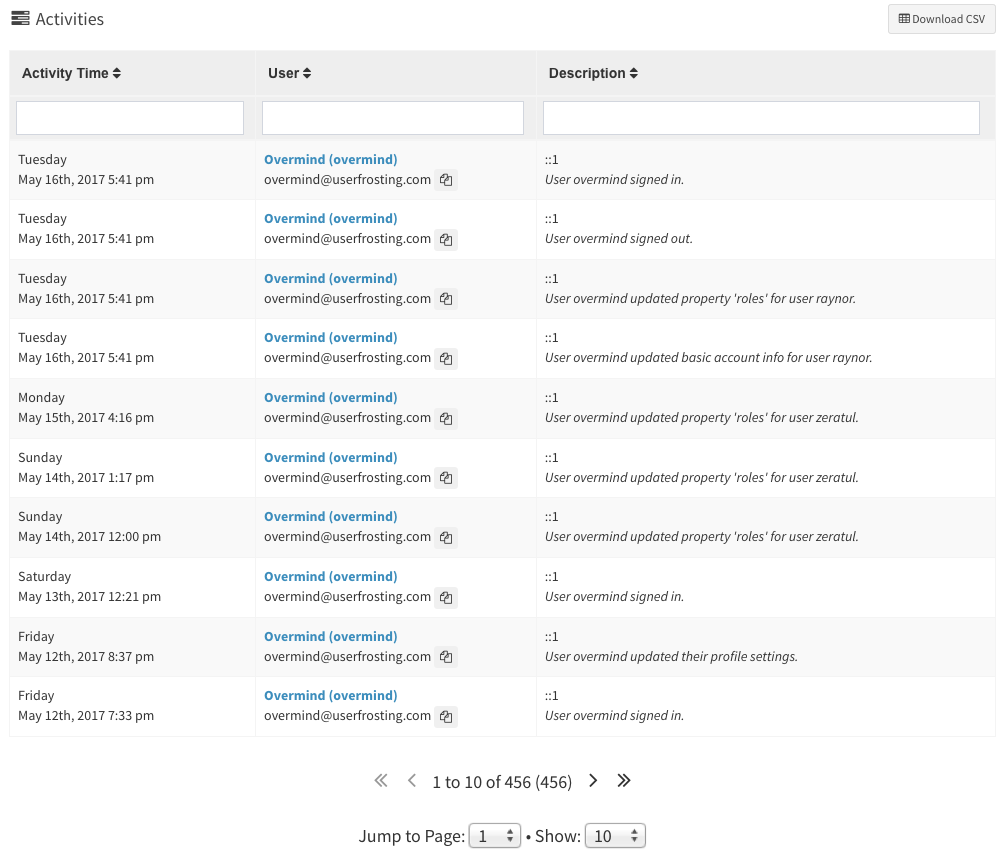 Activities
Download CSV
Activity Time User Description
Tuesday
May 16th, 2017 5:41 pm
Overmind (overmind)
overmind@userfrosting.com
::1
User overmind signed in.
Tuesday
May 16th, 2017 5:41 pm
Overmind (overmind)
overmind@userfrosting.com
::1
User overmind signed out.
Tuesday
May 16th, 2017 5:41 pm
Overmind (overmind)
overmind@userfrosting.com
::1
User overmind updated property 'roles' for user raynor.
Tuesday
May 16th, 2017 5:41 pm
Overmind (overmind)
overmind@userfrosting.com
::1
User overmind updated basic account info for user raynor.
Monday
May 15th, 2017 4:16 pm
Overmind (overmind)
overmind@userfrosting.com
::1
User overmind updated property 'roles' for user zeratul.
Sunday
May 14th, 2017 1:17 pm
Overmind (overmind)
overmind@userfrosting.com
::1
User overmind updated property 'roles' for user zeratul.
Sunday
May 14th, 2017 12:00 pm
Overmind (overmind)
overmind@userfrosting.com
::1
User overmind updated property 'roles' for user zeratul.
Saturday
May 13th, 2017 12:21 pm
Overmind (overmind)
overmind@userfrosting.com
::1
User overmind signed in.
Friday
May 12th, 2017 8:37 pm
Overmind (overmind)
overmind@userfrosting.com
::1
User overmind updated their profile settings.
Friday
May 12th, 2017 7:33 pm
Overmind (overmind)
overmind@userfrosting.com
::1
User overmind signed in.
1 to 10 of 456 (456)
Jump to Page: 1 • Show: 10